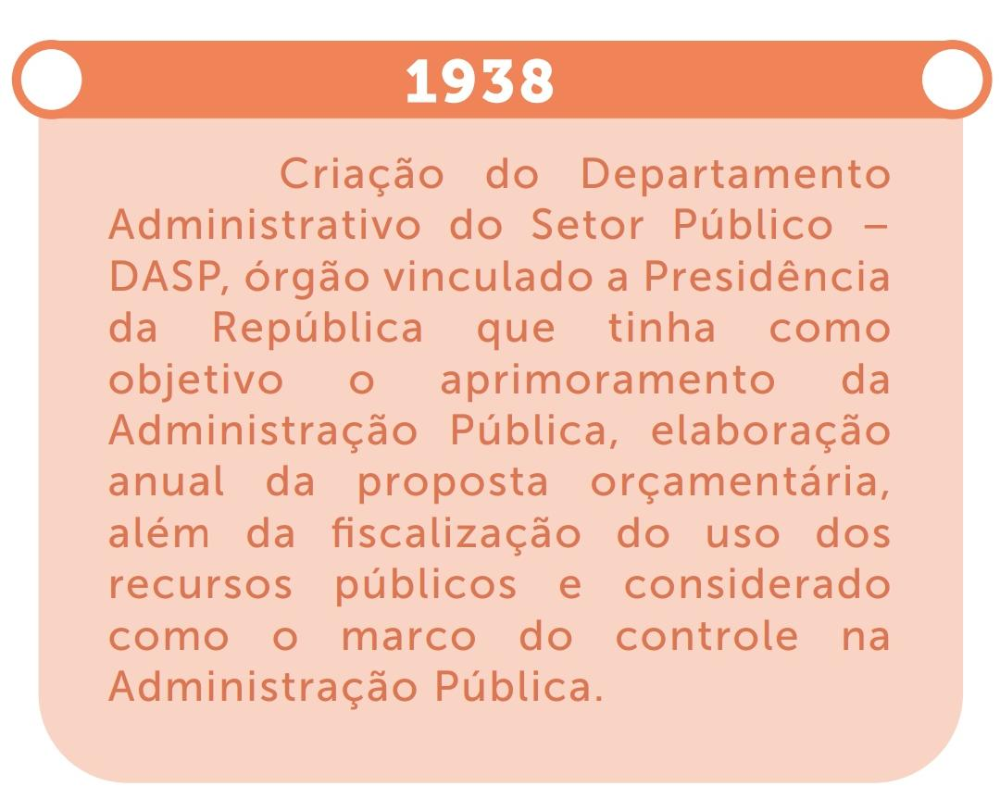 1938
Criação do Departamento
Administrativo do Setor Público –
DASP, órgão vinculado a Presidência
da República que tinha como
objetivo o aprimoramento da
Administração Pública, elaboração
anual da proposta orçamentária,
além da fiscalização do uso dos
recursos públicos e considerado
como o marco do controle na
Administração Pública.